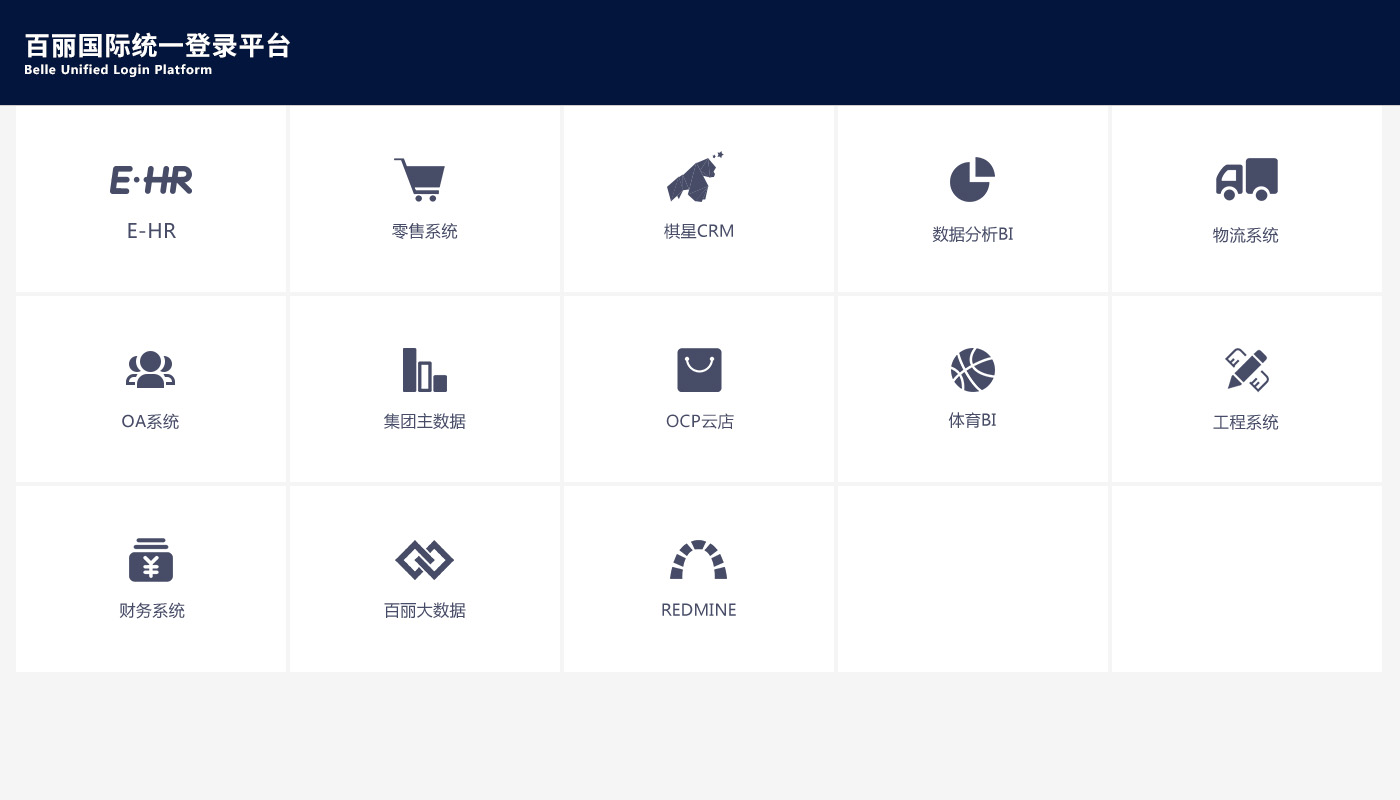 百丽国际统一登录平台
Belle Unified Login Platform
E·HR
E-HR
零售系统
棋星CRM
数据分析BI
物流系统
OA系统
集团主数据
OCP云店
体育BI
工程系统
¥
财务系统
百丽大数据
REDMINE